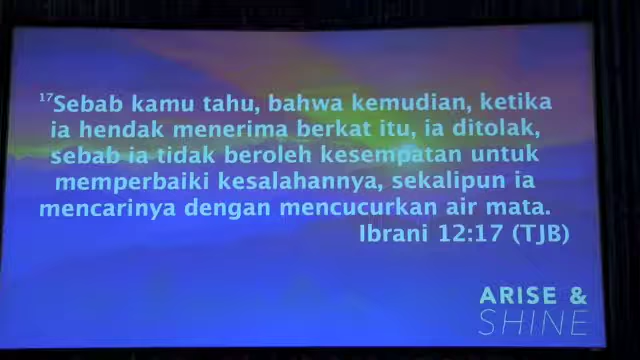 17Sebab kamu tahu, bahwa kemudian, ketika
ia hendak menerima berkat itu, ia ditolak,
sebab ia tidak beroleh kesempatan untuk
memperbaiki kesalahannya, sekalipun ia
mencarinya dengan mencucurkan air mata.
Ibrani 12:17 (TJB)
ARISE &
SHINE